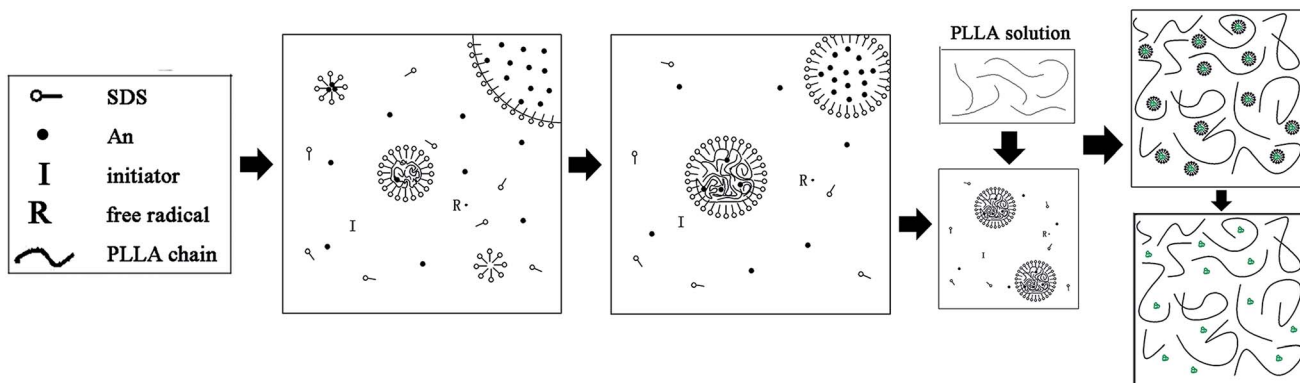 SDS
An
I initiator
R free radical
PLLA chain
I
R·
I
R·
PLLA solution
I
R·